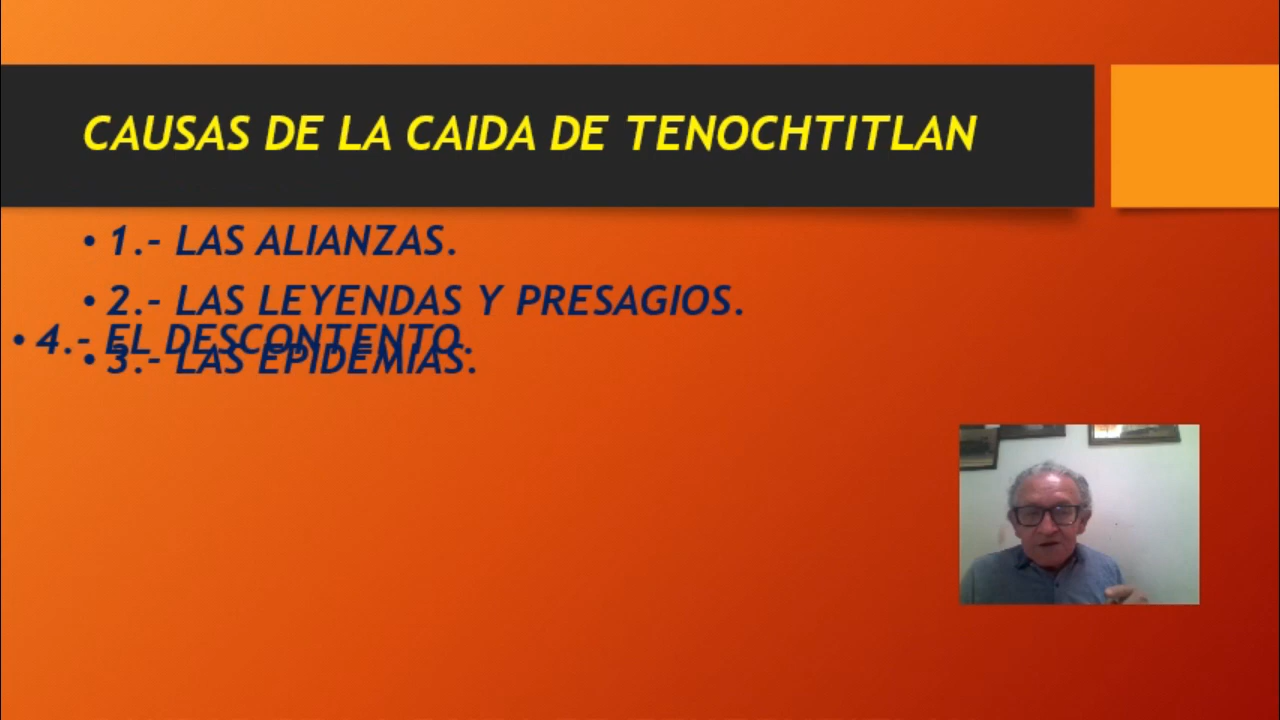 CAUSAS DE LA CAIDA DE TENOCHTITLAN
• 1.- LAS ALIANZAS.
• 2.- LAS LEYENDAS Y PRESAGIOS.
• 4.- EL DESCONTENTO.
• 3.- LAS EPIDEMIAS.